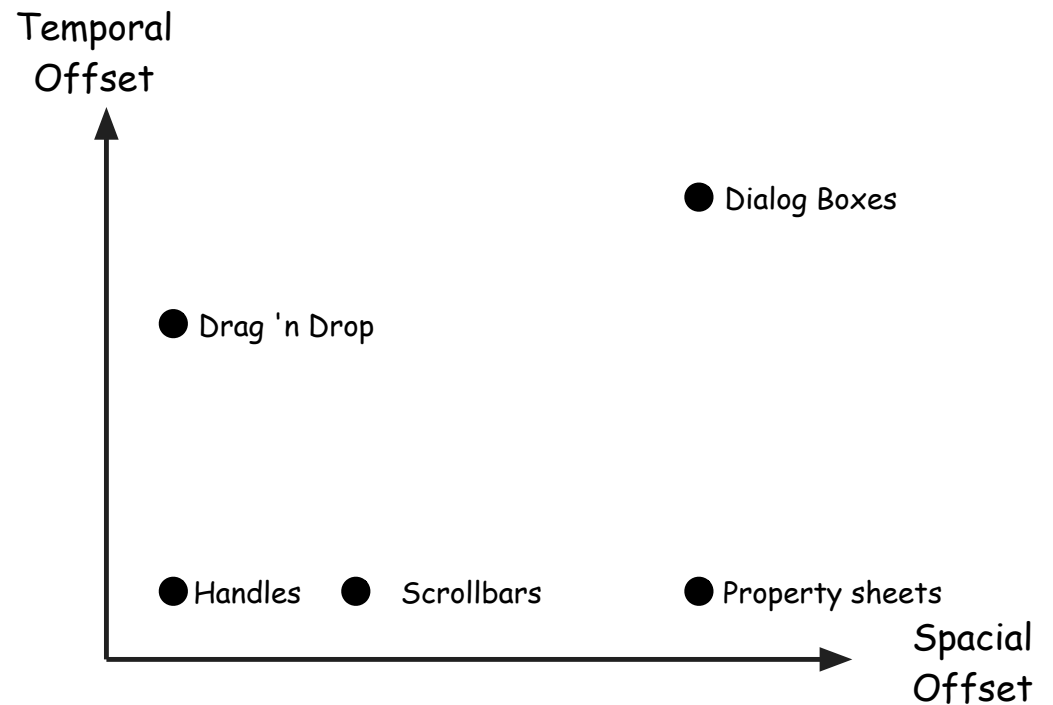 Temporal
Offset
Dialog Boxes
Drag 'n Drop
Handles
Scrollbars
Property sheets
Spacial
Offset